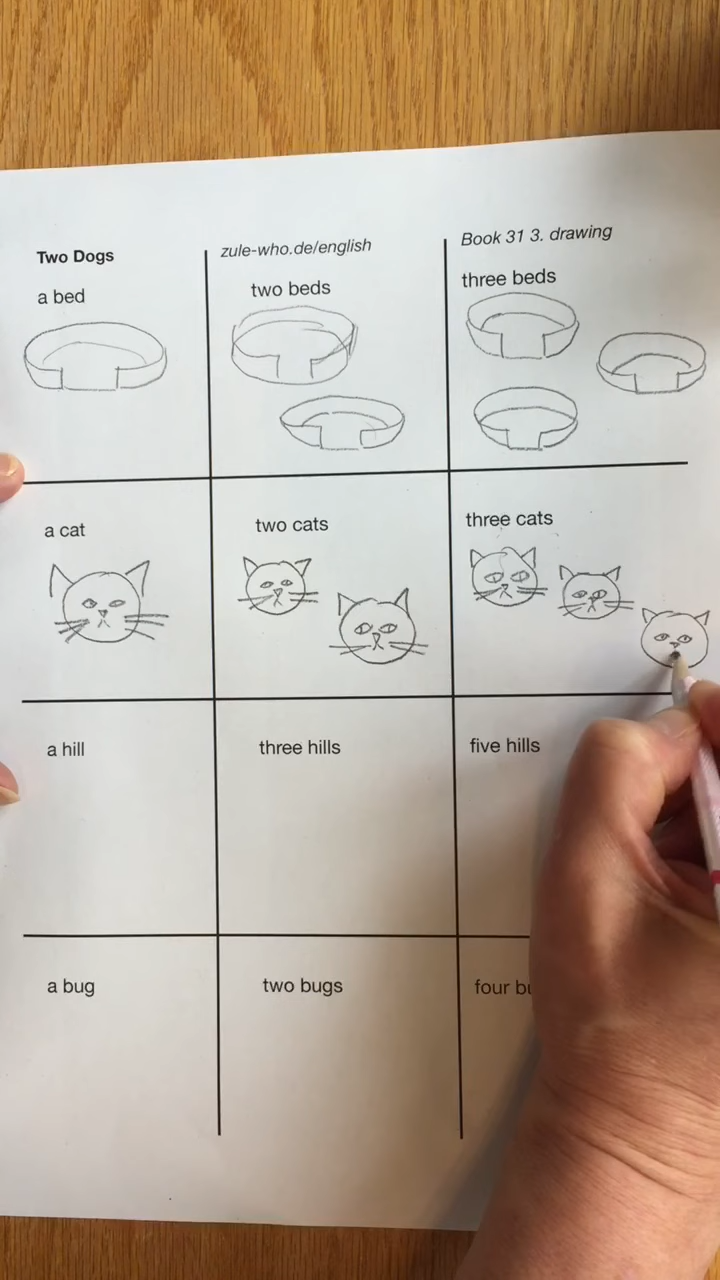 Two Dogs
zule-who.de/english
Book 31 3. drawing
a bed
two beds
three beds
a cat
two cats
three cats
a hill
three hills
five hills
a bug
two bugs
four